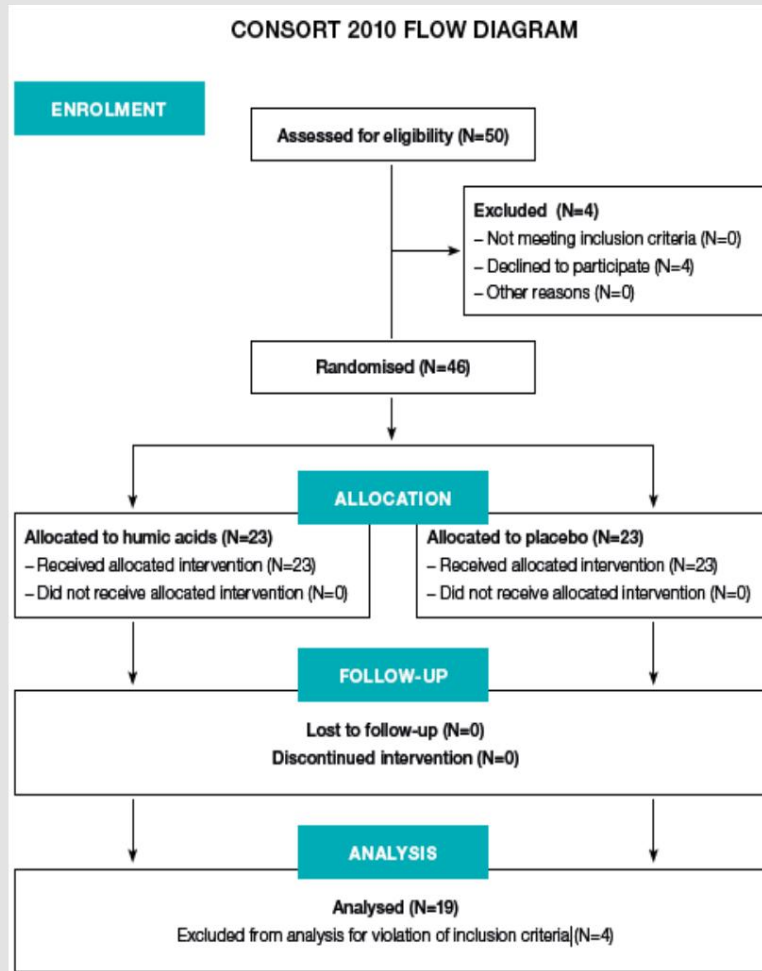 CONSORT 2010 FLOW DIAGRAM
ENROLMENT
Assessed for eligibility (N=50)
Excluded (N=4)
– Not meeting inclusion criteria (N=0)
– Declined to participate (N=4)
– Other reasons (N=0)
Randomised (N=46)
ALLOCATION
Allocated to humic acids (N=23)
– Received allocated intervention (N=23)
– Did not receive allocated intervention (N=0)
Allocated to placebo (N=23)
– Received allocated intervention (N=23)
– Did not receive allocated intervention (N=0)
FOLLOW-UP
Lost to follow-up (N=0)
Discontinued intervention (N=0)
ANALYSIS
Analysed (N=19)
Excluded from analysis for violation of inclusion criteria (N=4)